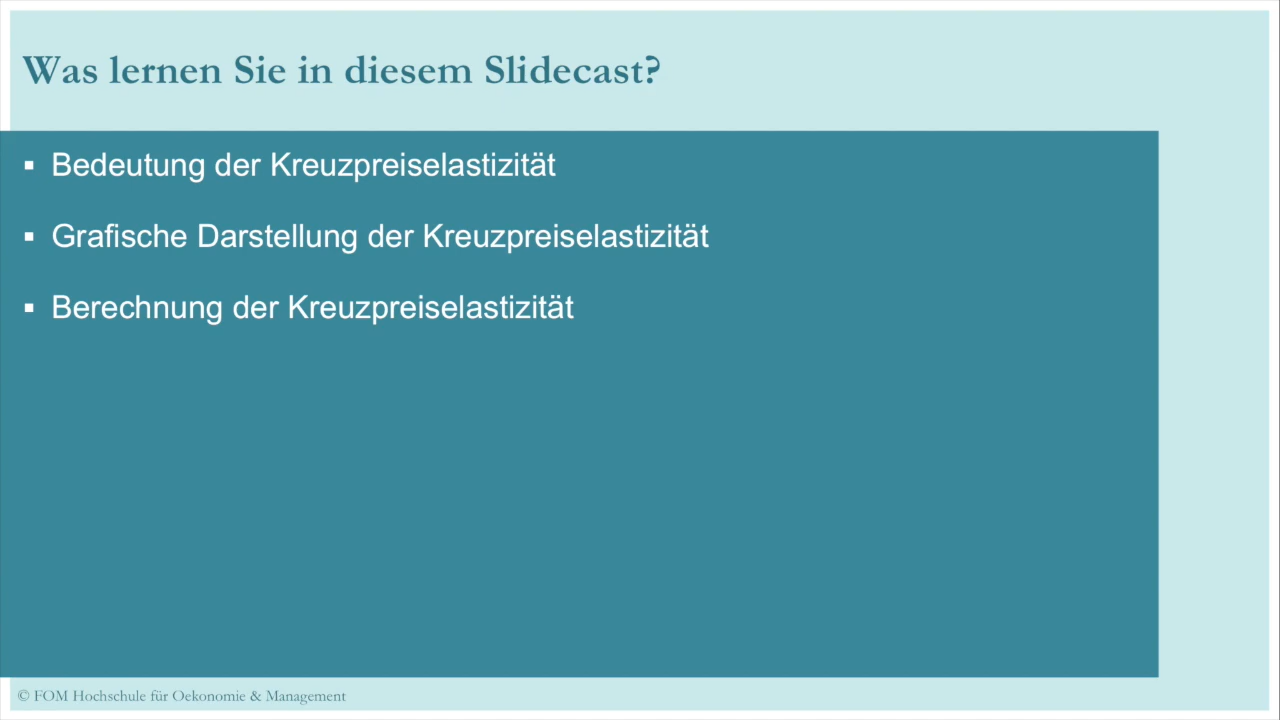 Was lernen Sie in diesem Slidecast?
▪ Bedeutung der Kreuzpreiselastizität
▪ Grafische Darstellung der Kreuzpreiselastizität
▪ Berechnung der Kreuzpreiselastizität
© FOM Hochschule für Oekonomie & Management